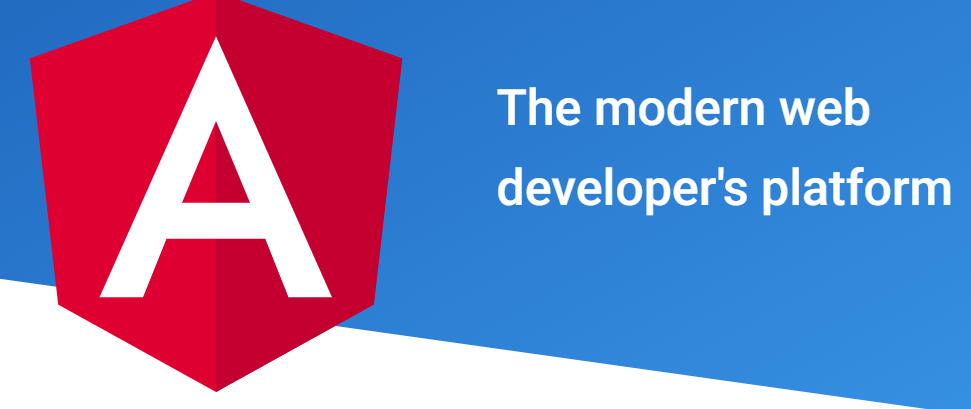 A
The modern web
developer's platform